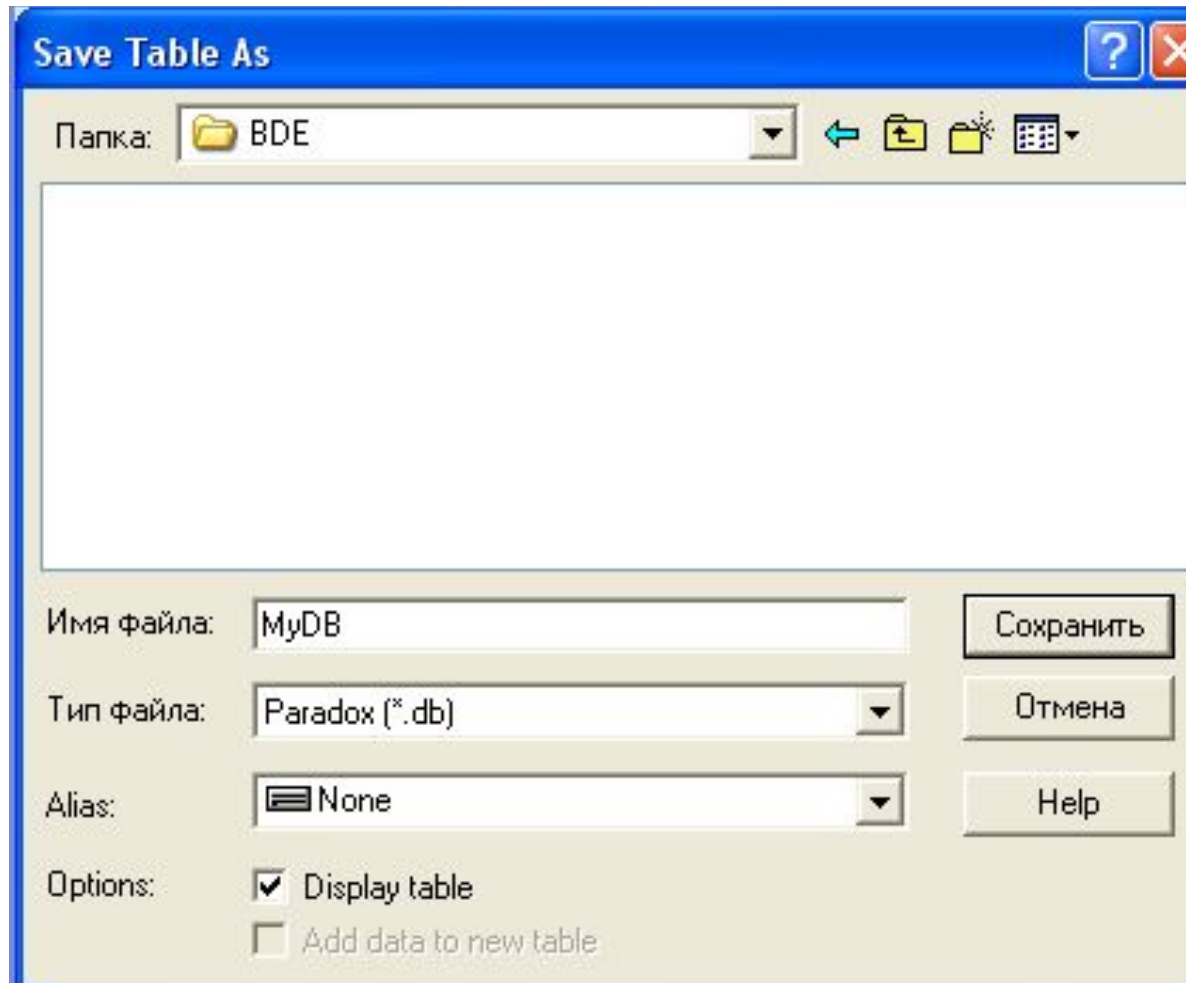 Save Table As
Папка: BDE
Имя файла: MyDB Сохранить
Тип файла: Paradox (*.db) Отмена
Alias: None Help
Options: Display table
Add data to new table